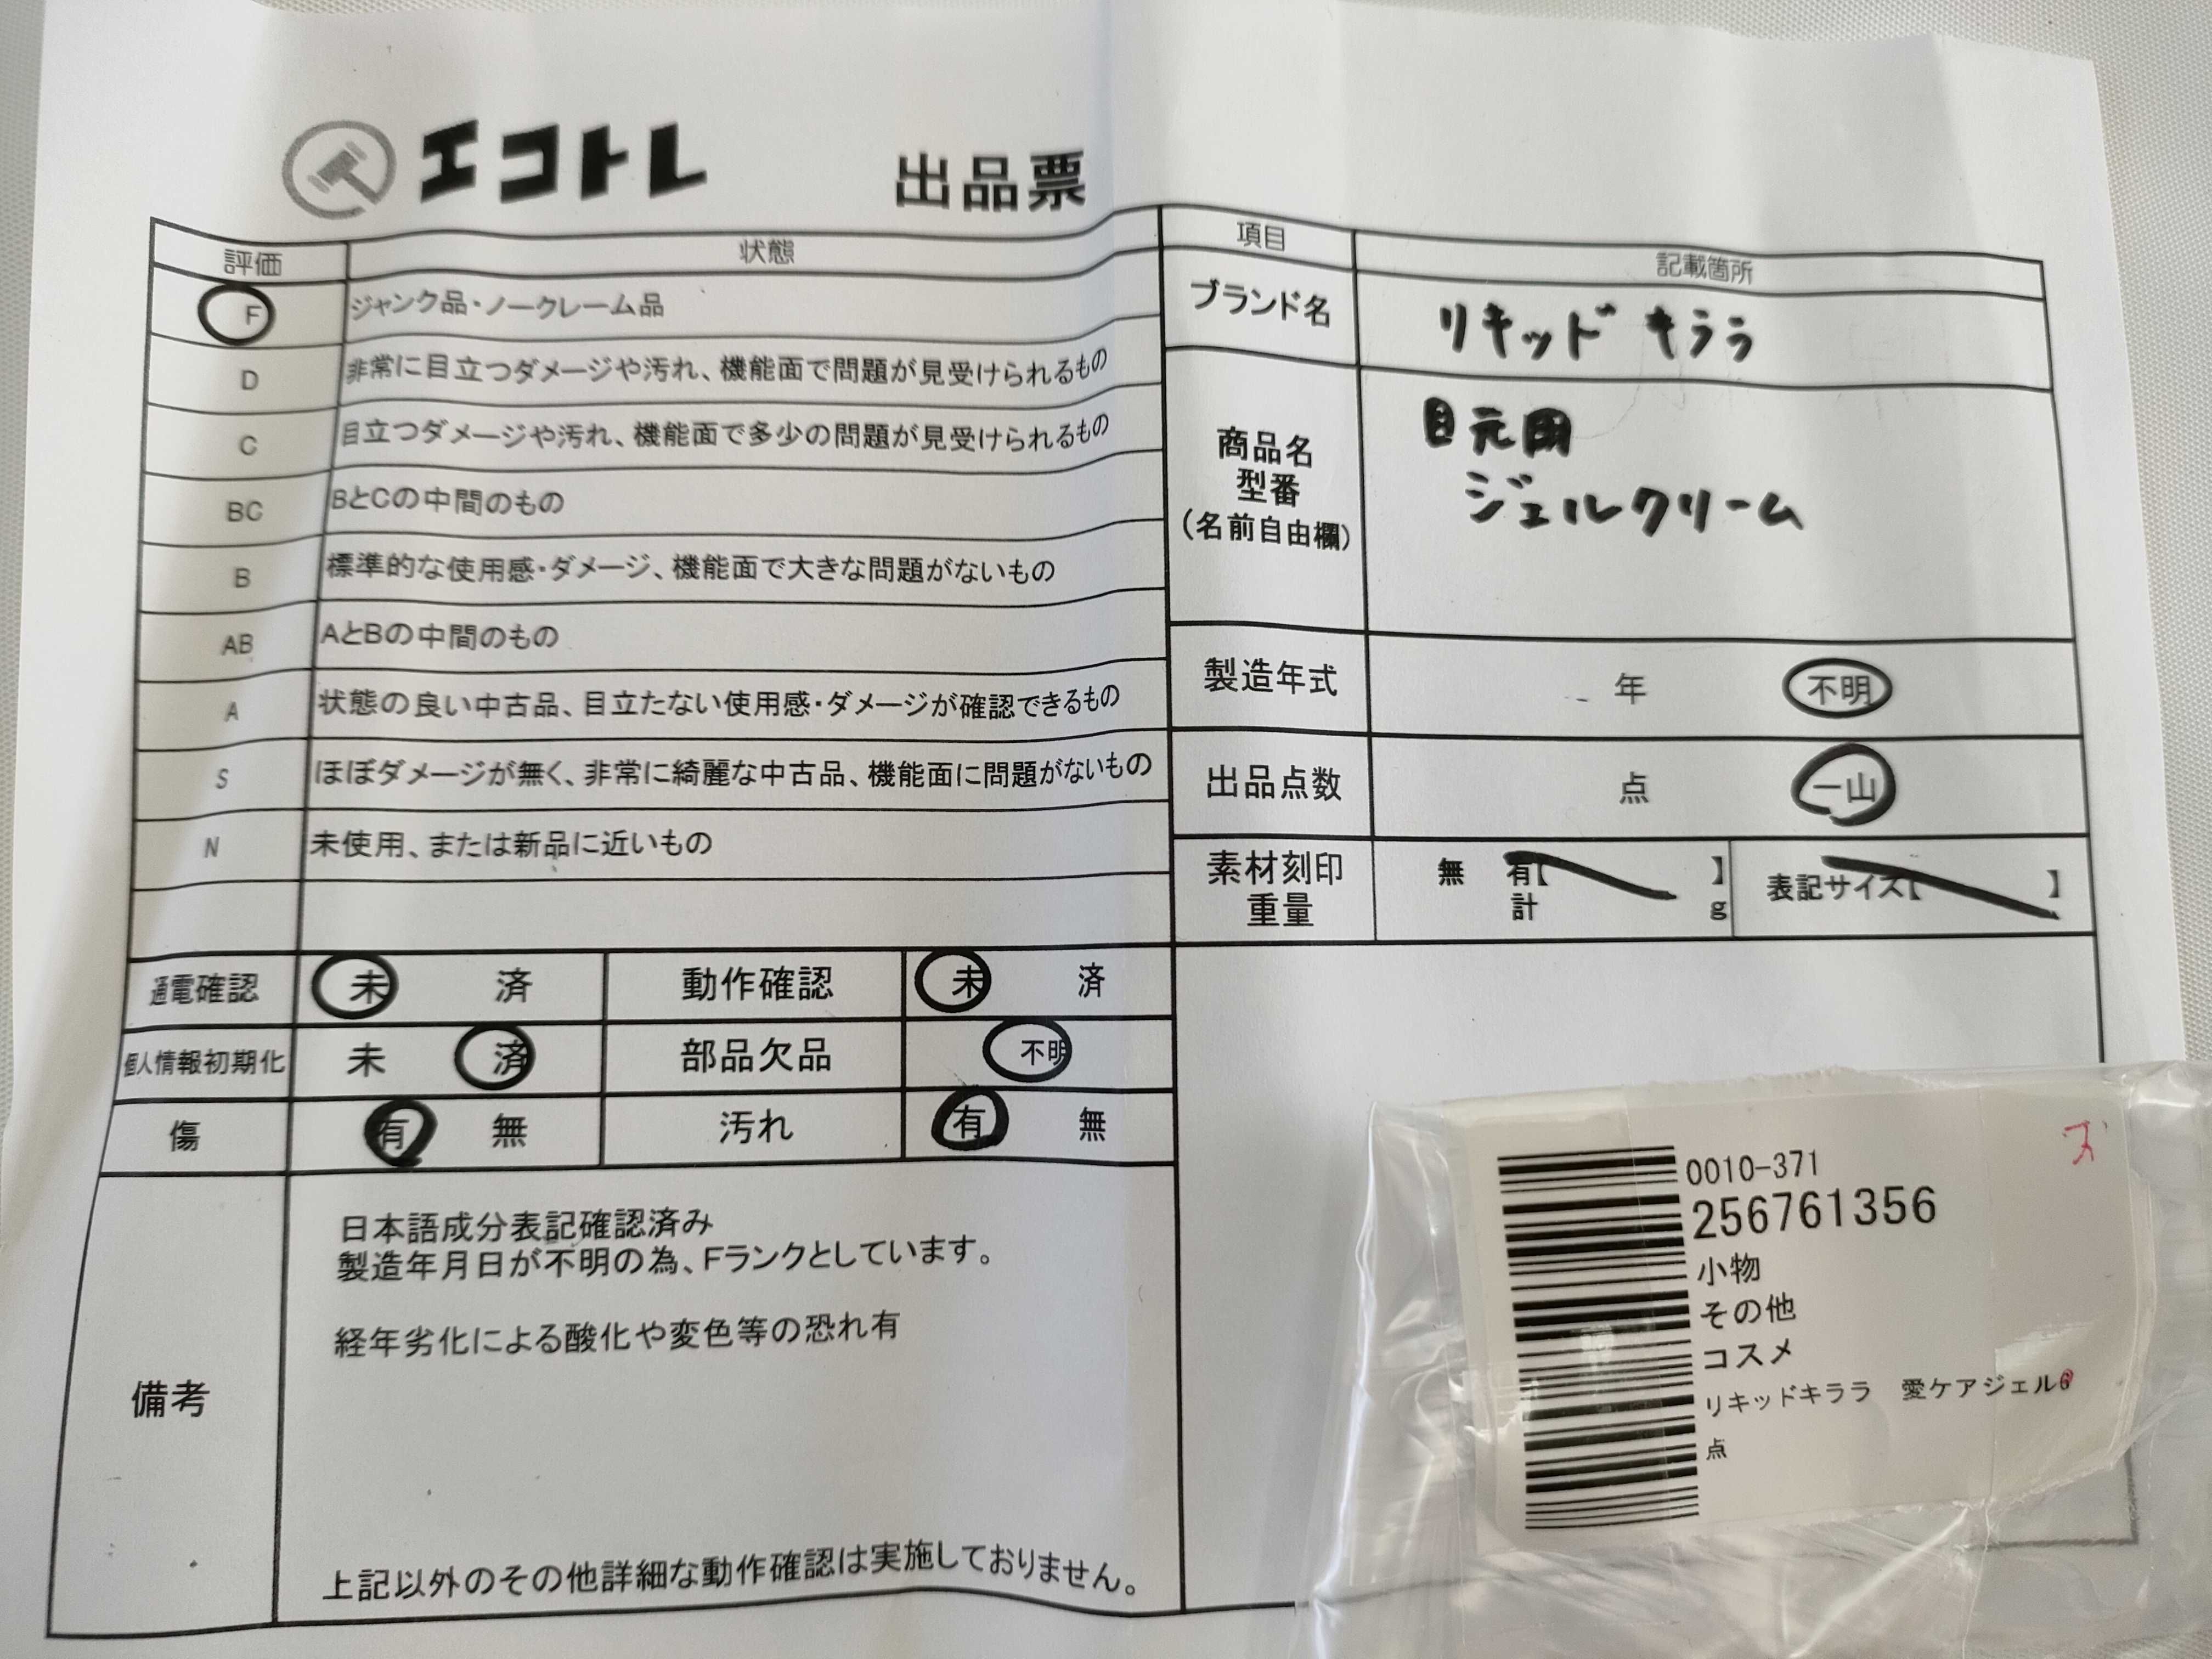 エコトレ 出品票
評価 状態
F ジャンク品・ノークレーム品
D 非常に目立つダメージや汚れ、機能面で問題が見受けられるもの
C 目立つダメージや汚れ、機能面で多少の問題が見受けられるもの
BC BとCの中間のもの
B 標準的な使用感・ダメージ、機能面で大きな問題がないもの
AB AとBの中間のもの
A 状態の良い中古品、目立たない使用感・ダメージが確認できるもの
S ほぼダメージが無く、非常に綺麗な中古品、機能面に問題がないもの
N 未使用、または新品に近いもの
通電確認 未 済 動作確認 未 済
個人情報初期化 未 済 部品欠品 不明
傷 有 無 汚れ 有 無
備考
日本語成分表記確認済み
製造年月日が不明の為、Fランクとしています。
経年劣化による酸化や変色等の恐れ有
上記以外のその他詳細な動作確認は実施しておりません。
項目 記載箇所
ブランド名 リキッド キララ
商品名
型番
(名前自由欄)
目元用
ジェルクリーム
製造年式 年 不明
出品点数 点 一山
素材刻印 無 有【 】 表記サイズ【 】
重量 計 g
0010-371
256761356
小物
その他
コスメ
リキッドキララ 愛ケアジェル6
点